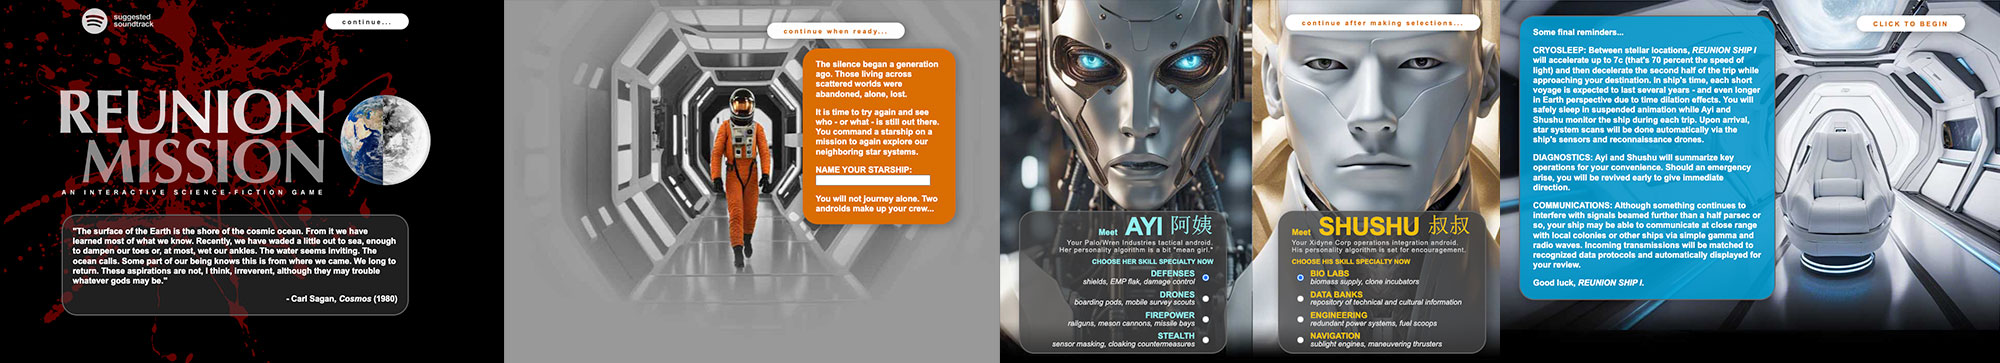 suggested
soundtrack
continue...
REUNION
MISSION
AN INTERACTIVE SCIENCE-FICTION GAME
"The surface of the Earth is the shore of the cosmic ocean. From it we have
learned most of what we know. Recently, we have waded a little out to sea, enough
to dampen our toes or, at most, wet our ankles. The water seems inviting. The
ocean calls. Some part of our being knows this is from where we came. We long to
return. These aspirations are not, I think, irreverent, although they may trouble
whatever gods may be."
- Carl Sagan, Cosmos (1980)
continue when ready...
The silence began a generation
ago. Those living across
scattered worlds were
abandoned, alone, lost.
It is time to try again and see
who - or what - is still out there.
You command a starship on a
mission to again explore our
neighboring star systems.
NAME YOUR STARSHIP:
You will not journey alone. Two
androids make up your crew...
continue after making selections...
Meet AYI 阿姨
Your Palo/Wren Industries tactical android.
Her personality algorithm is a bit "mean girl."
CHOOSE HER SKILL SPECIALTY NOW
DEFENSES
shields, EMP flak, damage control
DRONES
boarding pods, mobile survey scouts
FIREPOWER
railguns, meson cannons, missile bays
STEALTH
sensor masking, cloaking countermeasures
Meet SHUSHU 叔叔
Your Xidyne Corp operations integration android.
His personality algorithm is set for encouragement.
CHOOSE HIS SKILL SPECIALTY NOW
BIO LABS
biomass supply, clone incubators
DATA BANKS
repository of technical and cultural information
ENGINEERING
redundant power systems, fuel scoops
NAVIGATION
sublight engines, maneuvering thrusters
CLICK TO BEGIN
Some final reminders...
CRYOSLEEP: Between stellar locations, REUNION SHIP I
will accelerate up to 7c (that's 70 percent the speed of
light) and then decelerate the second half of the trip while
approaching your destination. In ship's time, each short
voyage is expected to last several years - and even longer
in Earth perspective due to time dilation effects. You will
safely sleep in suspended animation while Ayi and
Shushu monitor the ship during each trip. Upon arrival,
star system scans will be done automatically via the
ship's sensors and reconnaissance drones.
DIAGNOSTICS: Ayi and Shushu will summarize key
operations for your convenience. Should an emergency
arise, you will be revived early to give immediate
direction.
COMMUNICATIONS: Although something continues to
interfere with signals beamed further than a half parsec or
so, your ship may be able to communicate at close range
with local colonies or other ships via simple gamma and
radio waves. Incoming transmissions will be matched to
recognized data protocols and automatically displayed for
your review.
Good luck, REUNION SHIP I.